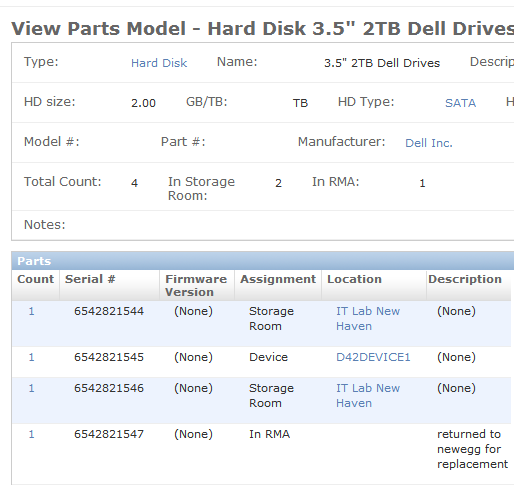 View Parts Model - Hard Disk 3.5" 2TB Dell Drives
Type: Hard Disk Name: 3.5" 2TB Dell Drives Descrip
HD size: 2.00 GB/TB: TB HD Type: SATA H
Model #: Part #: Manufacturer: Dell Inc.
Total Count: 4 In Storage Room: 2 In RMA: 1
Notes:
Parts
Count Serial # Firmware Version Assignment Location Description
1 6542821544 (None) Storage Room IT Lab New Haven (None)
1 6542821545 (None) Device D42DEVICE1 (None)
1 6542821546 (None) Storage Room IT Lab New Haven (None)
1 6542821547 (None) In RMA returned to newegg for replacement